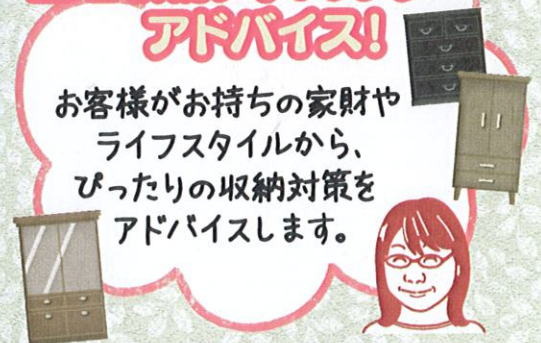 アドバイス!
お客様がお持ちの家財や
ライフスタイルから、
ぴったりの収納対策を
アドバイスします。